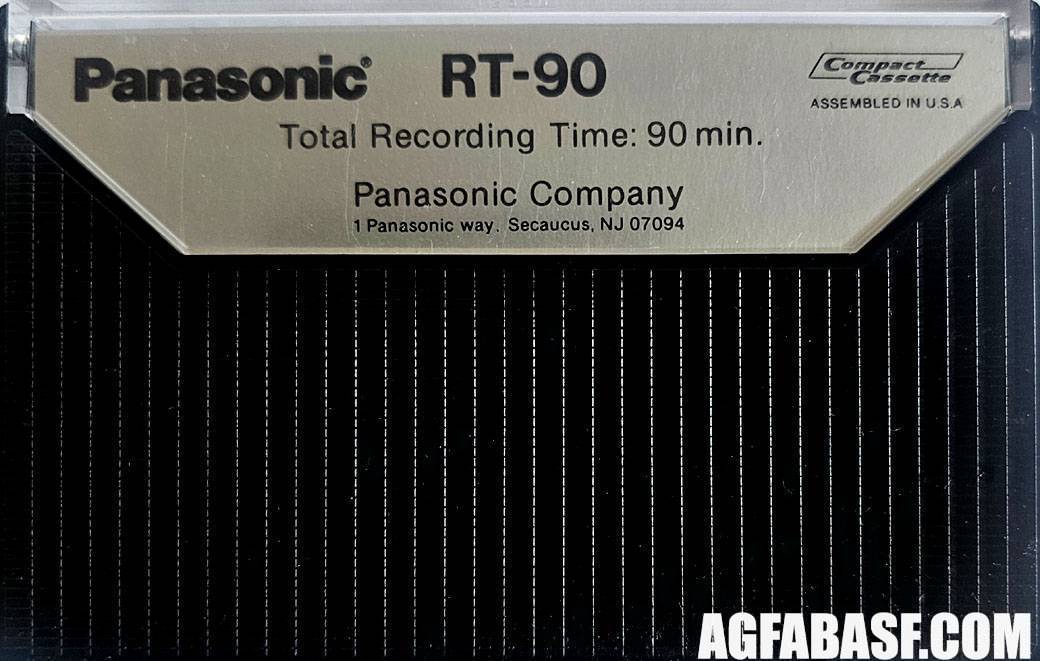 Panasonic® RT-90
Compact
Cassette
ASSEMBLED IN U.S.A
Total Recording Time: 90 min.
Panasonic Company
1 Panasonic way. Secaucus, NJ 07094
AGFABASF.COM